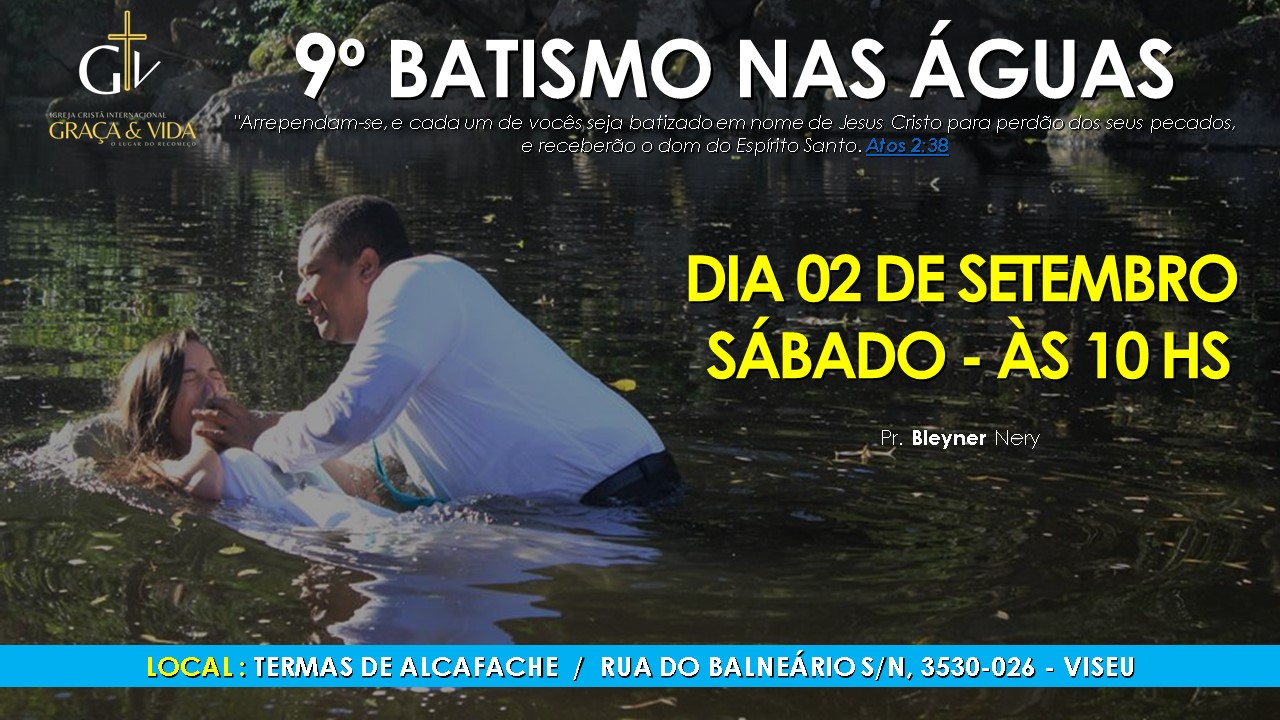 GV
IGREJA CRISTÃ INTERNACIONAL
GRAÇA & VIDA
O LUGAR DO RECOMEÇO
9º BATISMO NAS ÁGUAS
"Arrependam-se, e cada um de vocês seja batizado em nome de Jesus Cristo para perdão dos seus pecados,
e receberão o dom do Espírito Santo. Atos 2:38
DIA 02 DE SETEMBRO
SÁBADO - ÀS 10 HS
Pr. Bleyner Nery
LOCAL : TERMAS DE ALCAFACHE / RUA DO BALNEÁRIO S/N, 3530-026 - VISEU